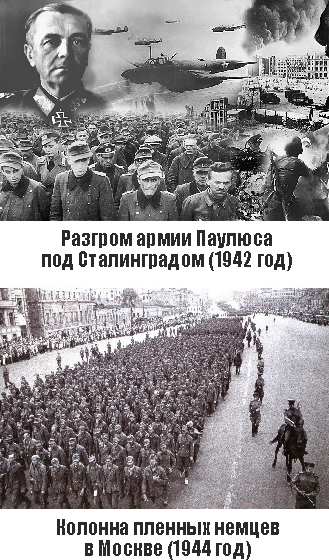 Разгром армии Паулюса
под Сталинградом (1942 год)
Колонна пленных немцев
в Москве (1944 год)